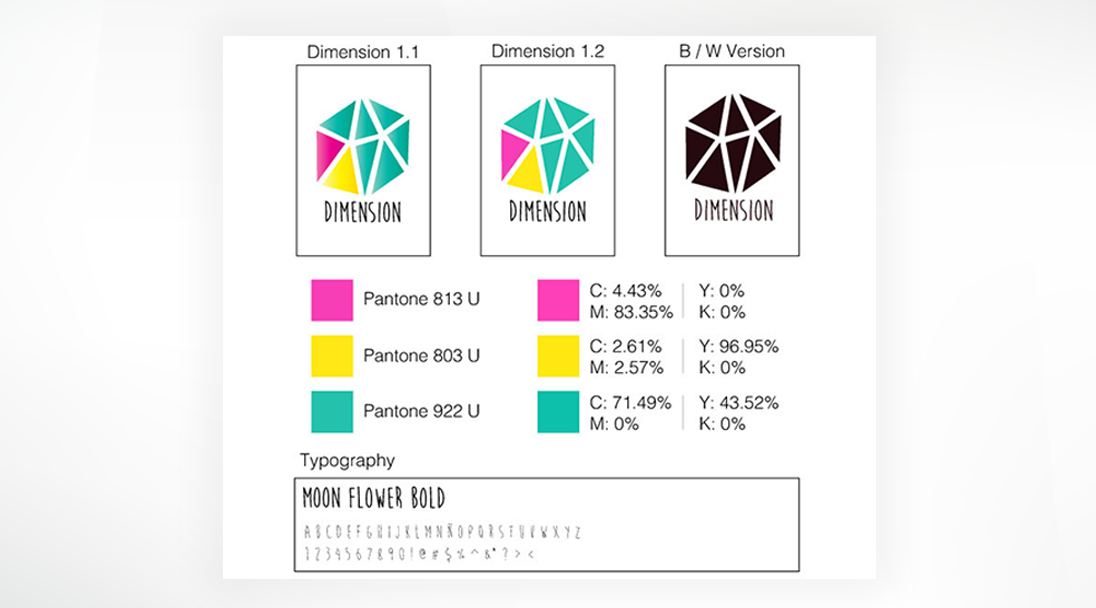 Dimension 1.1
Dimension 1.2
B / W Version
DIMENSION
DIMENSION
DIMENSION
Pantone 813 U
C: 4.43%
Y: 0%
M: 83.35%
K: 0%
Pantone 803 U
C: 2.61%
Y: 96.95%
M: 2.57%
K: 0%
Pantone 922 U
C: 71.49%
Y: 43.52%
M: 0%
K: 0%
Typography
MOON FLOWER BOLD
A B C D E F G H I J K L M N Ñ O P Q R S T U V W X Y Z
1 2 3 4 5 6 7 8 9 0 ! @ # $ % ^ & * ? > <